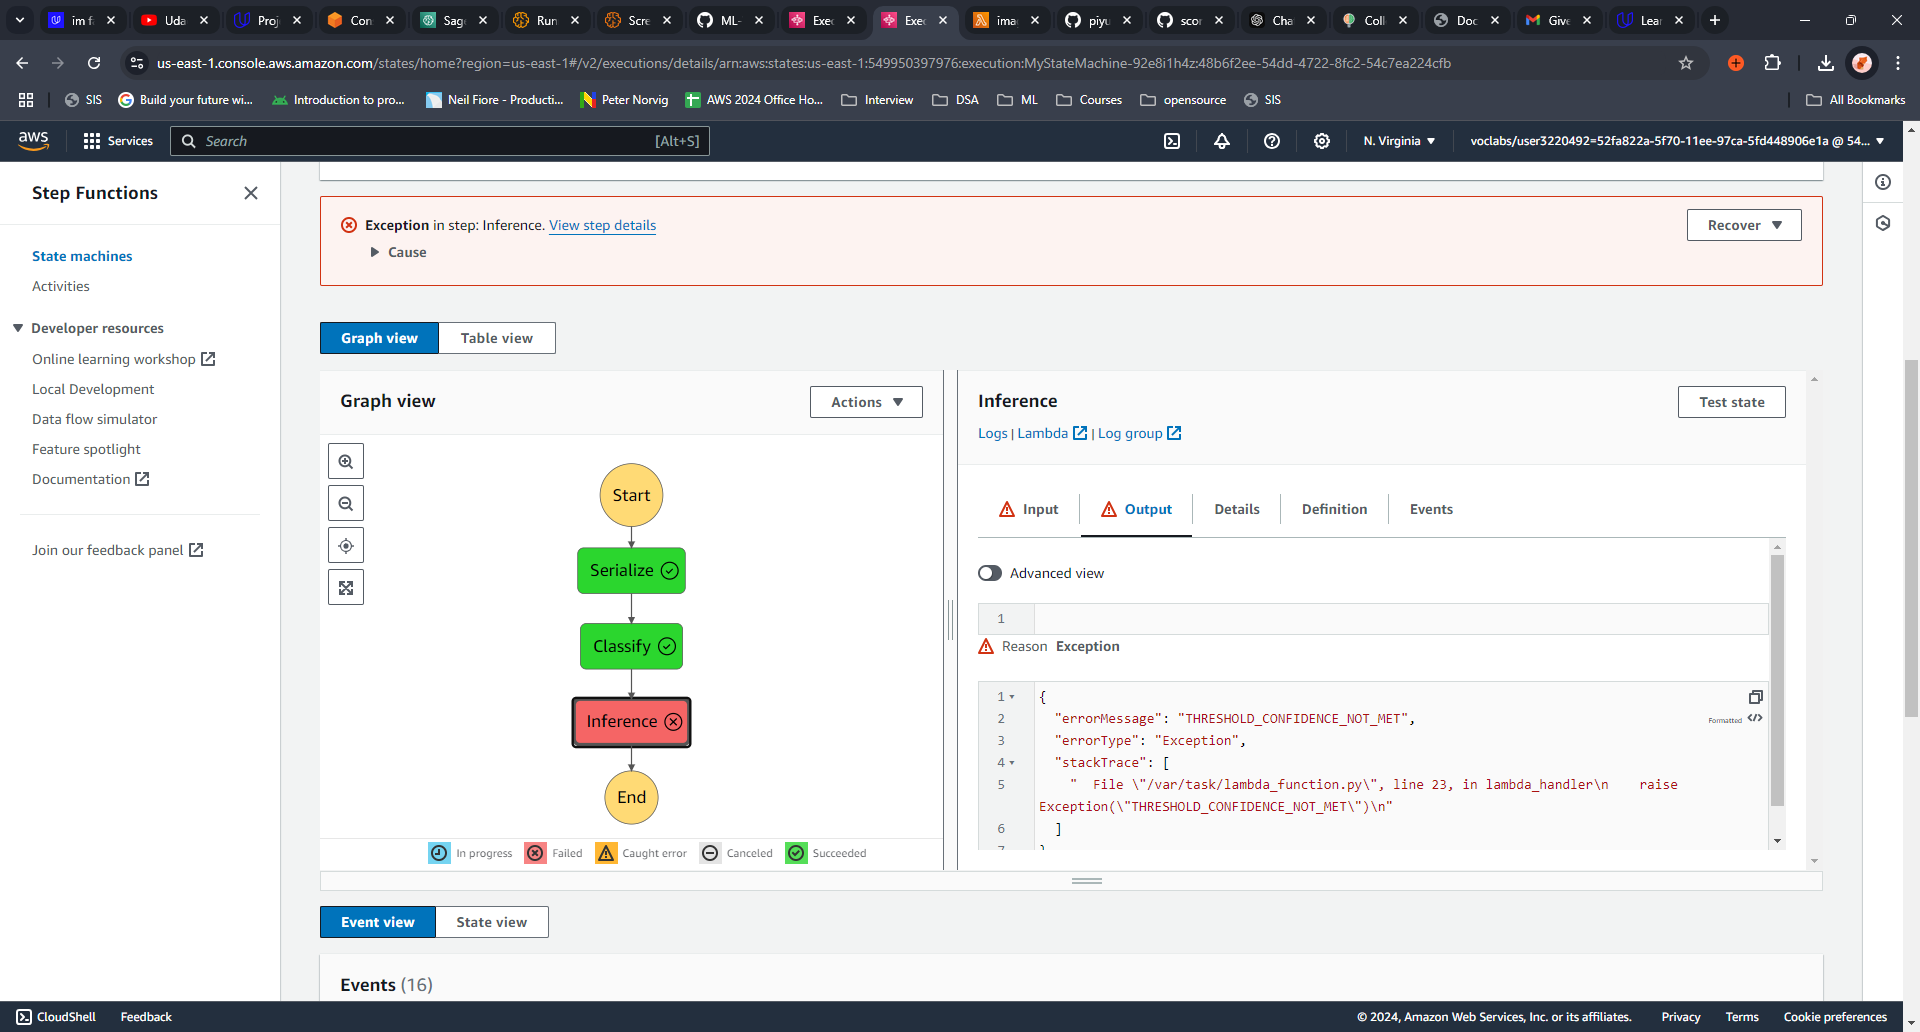 im fa
Uda
Proje
Con
Sage
Run
Scre
ML-
Exec
Exec
imag
piyu
scor
Cha
Coll
Doc
Give
Lear
us-east-1.console.aws.amazon.com/states/home?region=us-east-1#/v2/executions/details/arn:aws:states:us-east-1:549950397976:execution:MyStateMachine-92e8i1h4z:48b6f2ee-54dd-4722-8fc2-54c7ea224cfb
SIS
Build your future wi...
Introduction to pro...
Neil Fiore - Producti...
Peter Norvig
AWS 2024 Office Ho...
Interview
DSA
ML
Courses
opensource
SIS
All Bookmarks
aws
Services
Search
[Alt+S]
N. Virginia
voclabs/user3220492=52fa822a-5f70-11ee-97ca-5fd448906e1a @ 54...
Step Functions
State machines
Activities
Developer resources
Online learning workshop
Local Development
Data flow simulator
Feature spotlight
Documentation
Join our feedback panel
Exception in step: Inference. View step details
Cause
Recover
Graph view
Table view
Graph view
Actions
Start
Serialize
Classify
Inference
End
In progress
Failed
Caught error
Canceled
Succeeded
Inference
Test state
Logs | Lambda | Log group
Input
Output
Details
Definition
Events
Advanced view
1
Reason Exception
Formatted
1 {
2 "errorMessage": "THRESHOLD_CONFIDENCE_NOT_MET",
3 "errorType": "Exception",
4 "stackTrace": [
5 "  File \"/var/task/lambda_function.py\", line 23, in lambda_handler\n    raise
Exception(\"THRESHOLD_CONFIDENCE_NOT_MET\")\n"
6 ]
7 }
Event view
State view
Events (16)
CloudShell
Feedback
© 2024, Amazon Web Services, Inc. or its affiliates.
Privacy
Terms
Cookie preferences